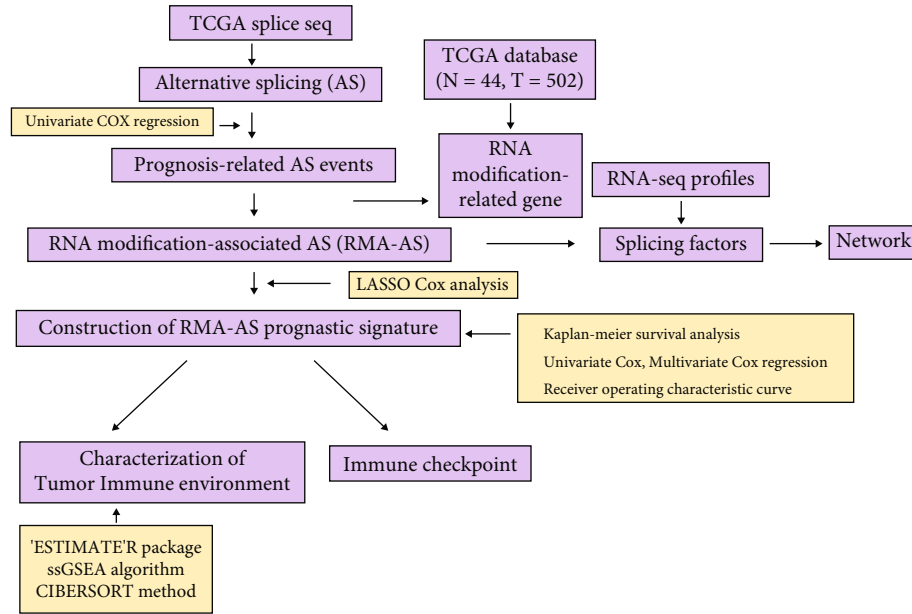 TCGA splice seq
TCGA database
(N = 44, T = 502)
Alternative splicing (AS)
Univariate COX regression
Prognosis-related AS events
RNA
modification-
related gene
RNA-seq profiles
RNA modification-associated AS (RMA-AS)
Splicing factors
Network
LASSO Cox analysis
Construction of RMA-AS prognastic signature
Kaplan-meier survival analysis
Univariate Cox, Multivariate Cox regression
Receiver operating characteristic curve
Characterization of
Tumor Immune environment
Immune checkpoint
'ESTIMATE'R package
ssGSEA algorithm
CIBERSORT method